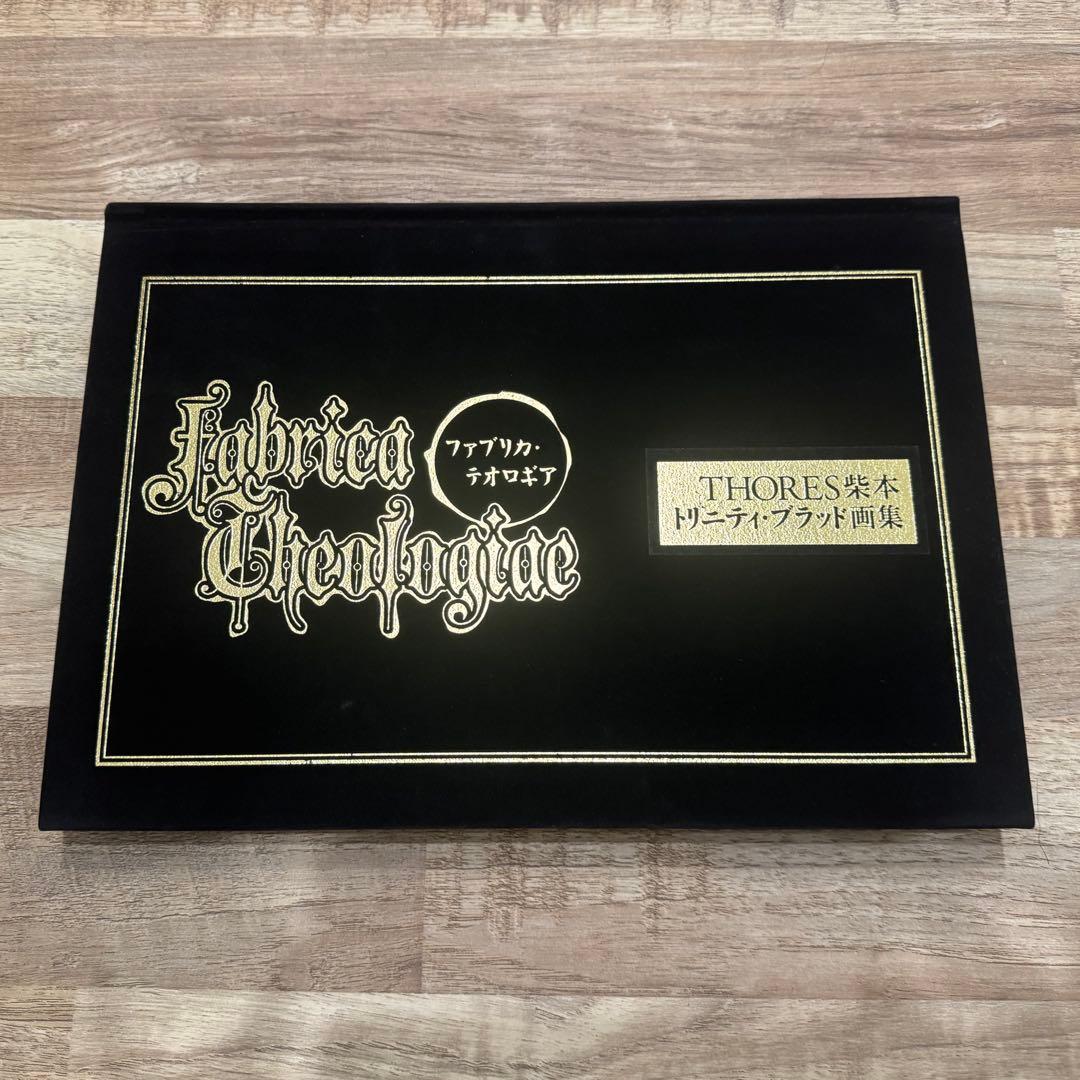 Fabrica
Theologiae
ファブリカ・
テオロギア
THORES柴本
トリニティ・ブラッド画集